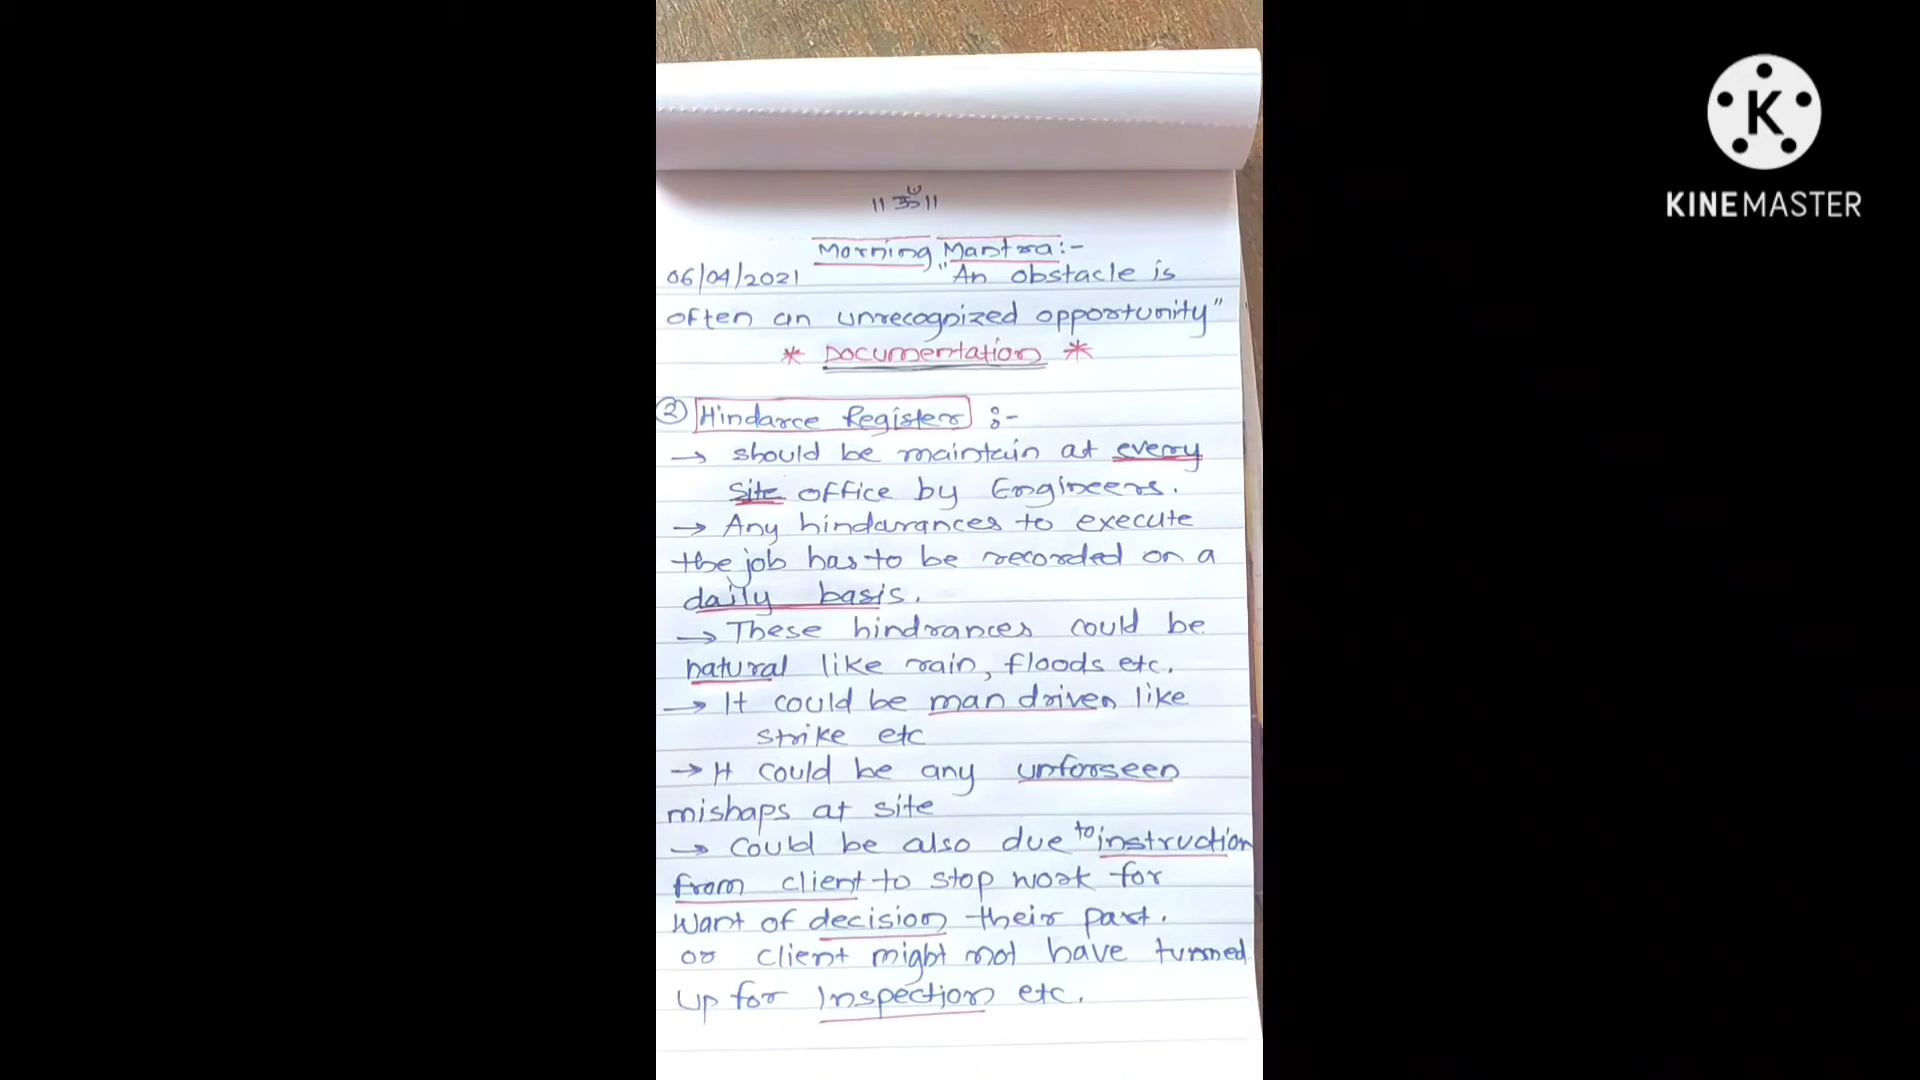 ॥ ॐ ॥
Morning Mantra:-
06/04/2021 "An obstacle is
often an unrecognized opportunity"
* Documentation *
② Hindarce Register :-
→ should be maintain at every
site office by Engineers.
→ Any hindarances to execute
the job has to be recorded on a
daily basis.
→ These hindrances could be
natural like rain, floods etc.
→ It could be man driven like
strike etc
→ It could be any unforseen
mishaps at site
→ Could be also due to instruction
from client to stop work for
want of decision their part.
or client might not have turned
up for Inspection etc.
K
KINEMASTER